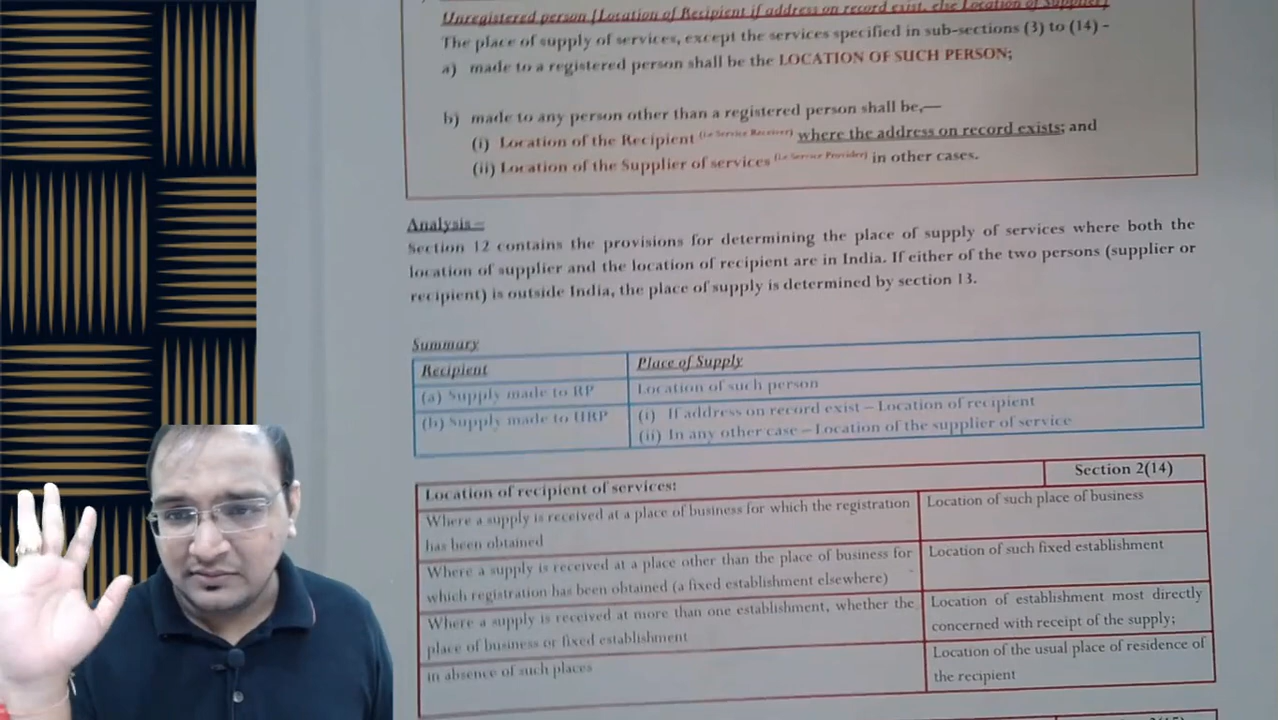 Unregistered person [Location of Recipient if address on record exist, else Location of Supplier]
The place of supply of services, except the services specified in sub-sections (3) to (14) –
a) made to a registered person shall be the LOCATION OF SUCH PERSON;
b) made to any person other than a registered person shall be,—
(i) Location of the Recipient (i.e Service Receiver) where the address on record exists; and
(ii) Location of the Supplier of services (i.e Service Provider) in other cases.
Analysis –
Section 12 contains the provisions for determining the place of supply of services where both the
location of supplier and the location of recipient are in India. If either of the two persons (supplier or
recipient) is outside India, the place of supply is determined by section 13.
Summary
Recipient Place of Supply
(a) Supply made to RP Location of such person
(b) Supply made to URP (i) If address on record exist – Location of recipient
(ii) In any other case – Location of the supplier of service
Location of recipient of services: Section 2(14)
Where a supply is received at a place of business for which the registration Location of such place of business
has been obtained
Where a supply is received at a place other than the place of business for Location of such fixed establishment
which registration has been obtained (a fixed establishment elsewhere)
Where a supply is received at more than one establishment, whether the Location of establishment most directly
place of business or fixed establishment concerned with receipt of the supply;
in absence of such places Location of the usual place of residence of
the recipient